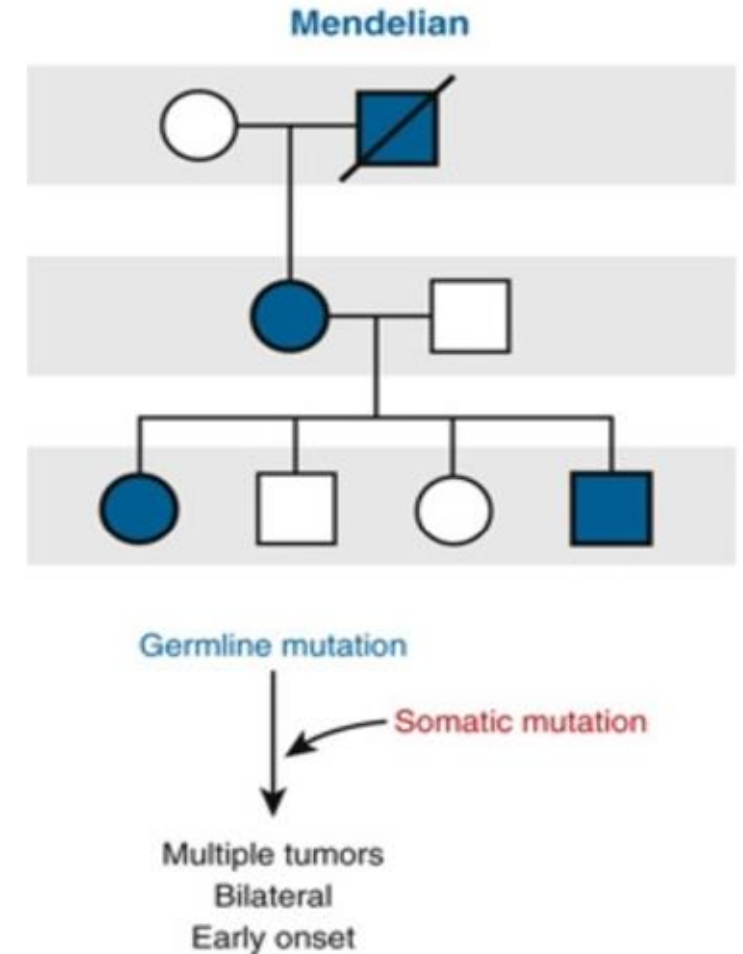 Mendelian
Germline mutation
Somatic mutation
Multiple tumors
Bilateral
Early onset